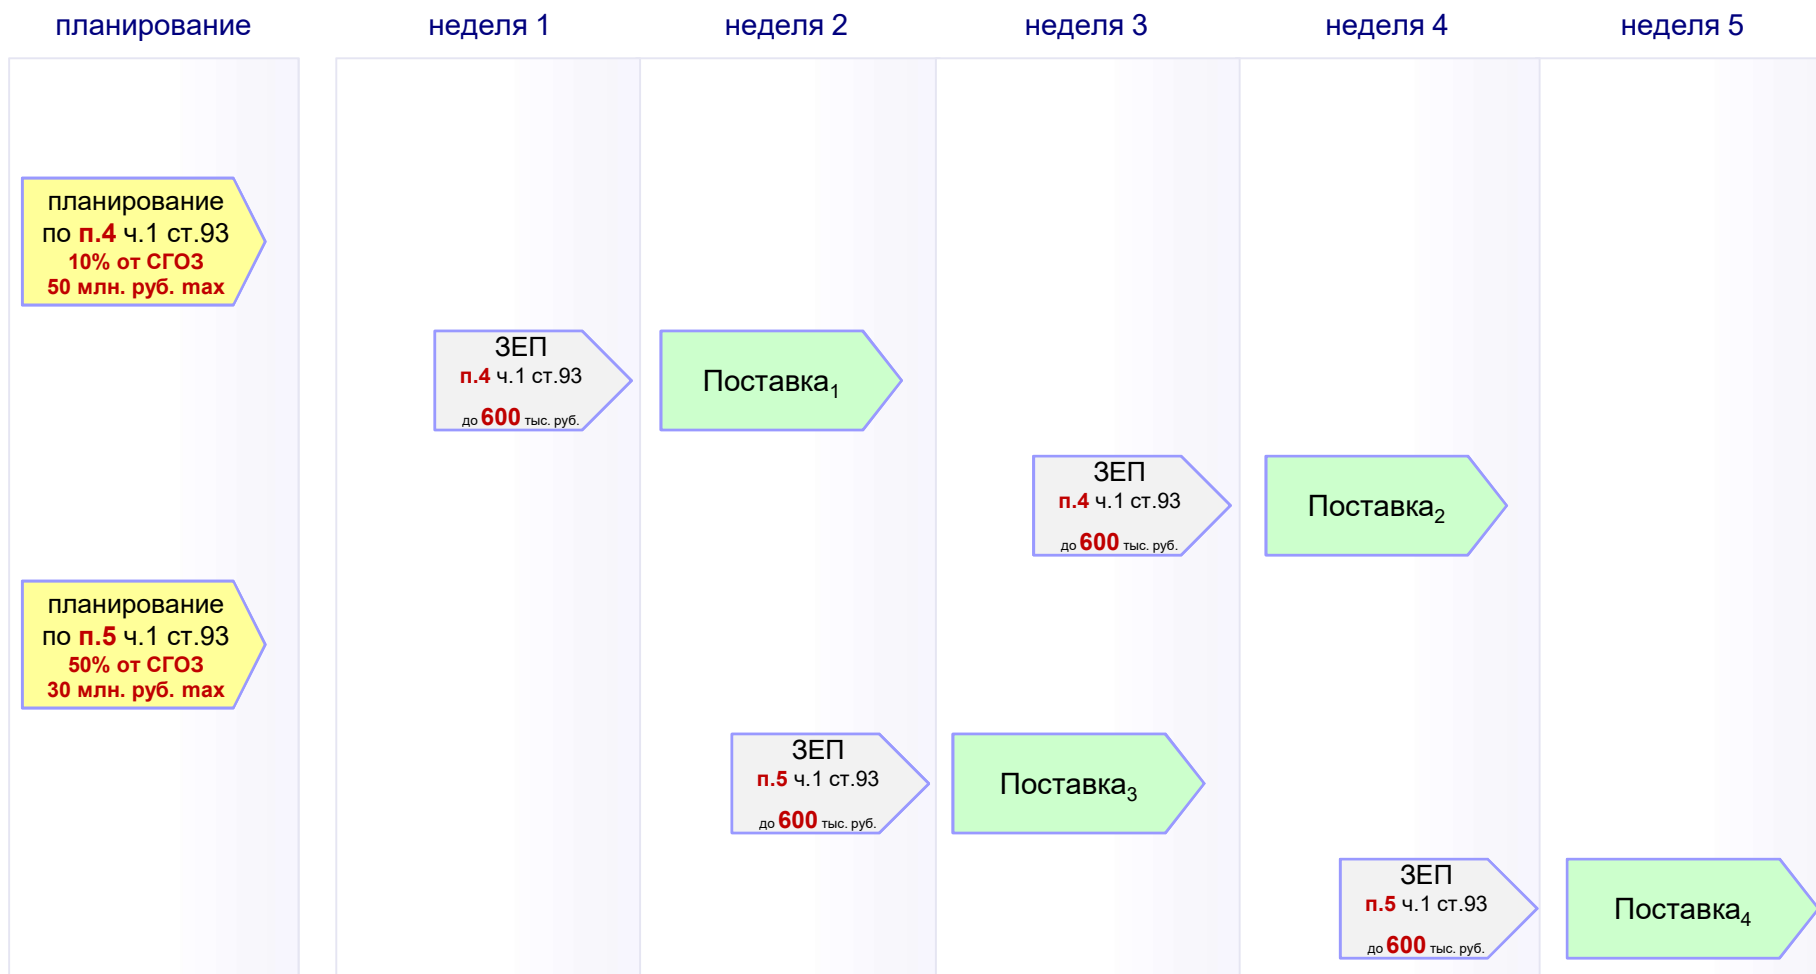 планирование
неделя 1
неделя 2
неделя 3
неделя 4
неделя 5
планирование
по п.4 ч.1 ст.93
10% от СГОЗ
50 млн. руб. max
ЗЕП
п.4 ч.1 ст.93
до 600 тыс. руб.
Поставка₁
ЗЕП
п.4 ч.1 ст.93
до 600 тыс. руб.
Поставка₂
планирование
по п.5 ч.1 ст.93
50% от СГОЗ
30 млн. руб. max
ЗЕП
п.5 ч.1 ст.93
до 600 тыс. руб.
Поставка₃
ЗЕП
п.5 ч.1 ст.93
до 600 тыс. руб.
Поставка₄